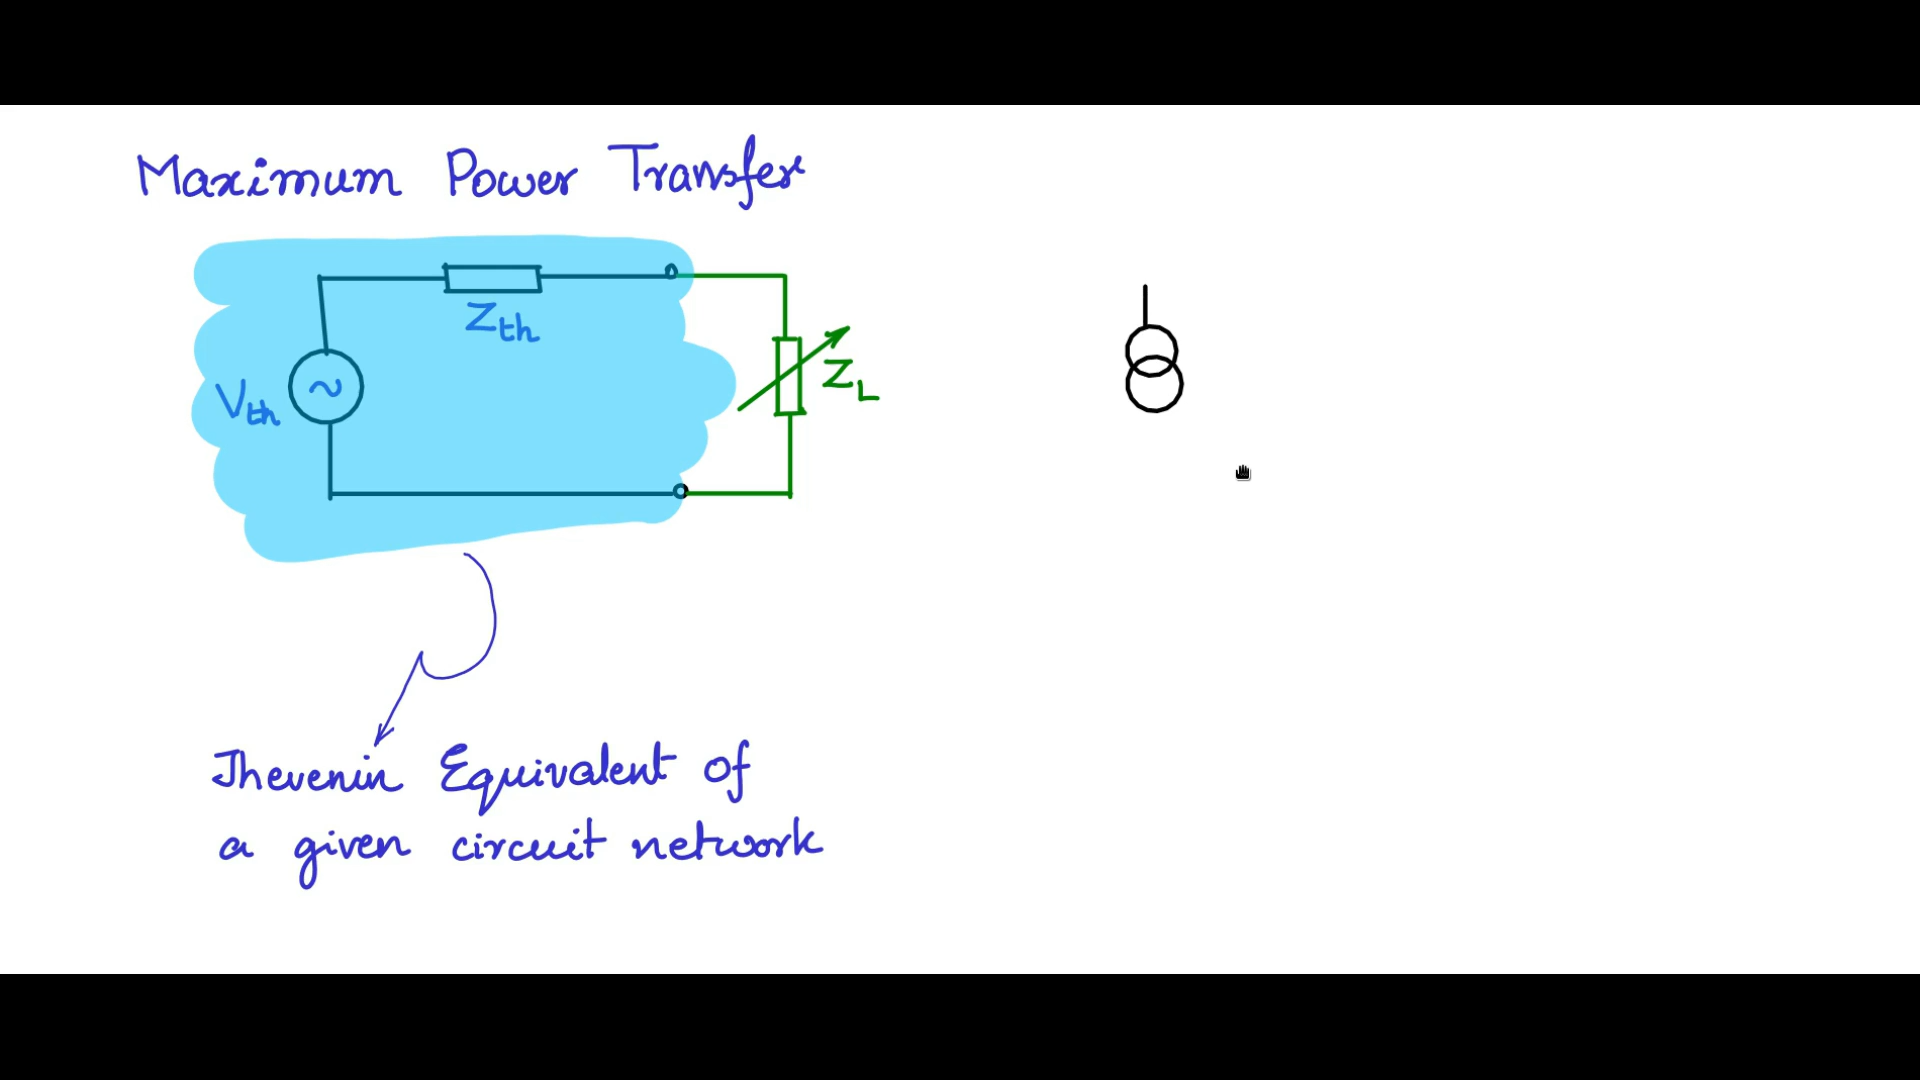 Maximum Power Transfer
Zth
Vth
ZL
Thevenin Equivalent of
a given circuit network